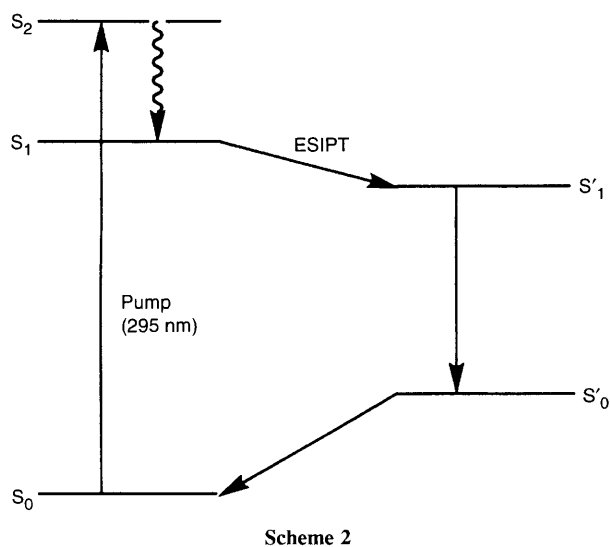 S₂
S₁
ESIPT
S'₁
Pump
(295 nm)
S'₀
S₀
Scheme 2